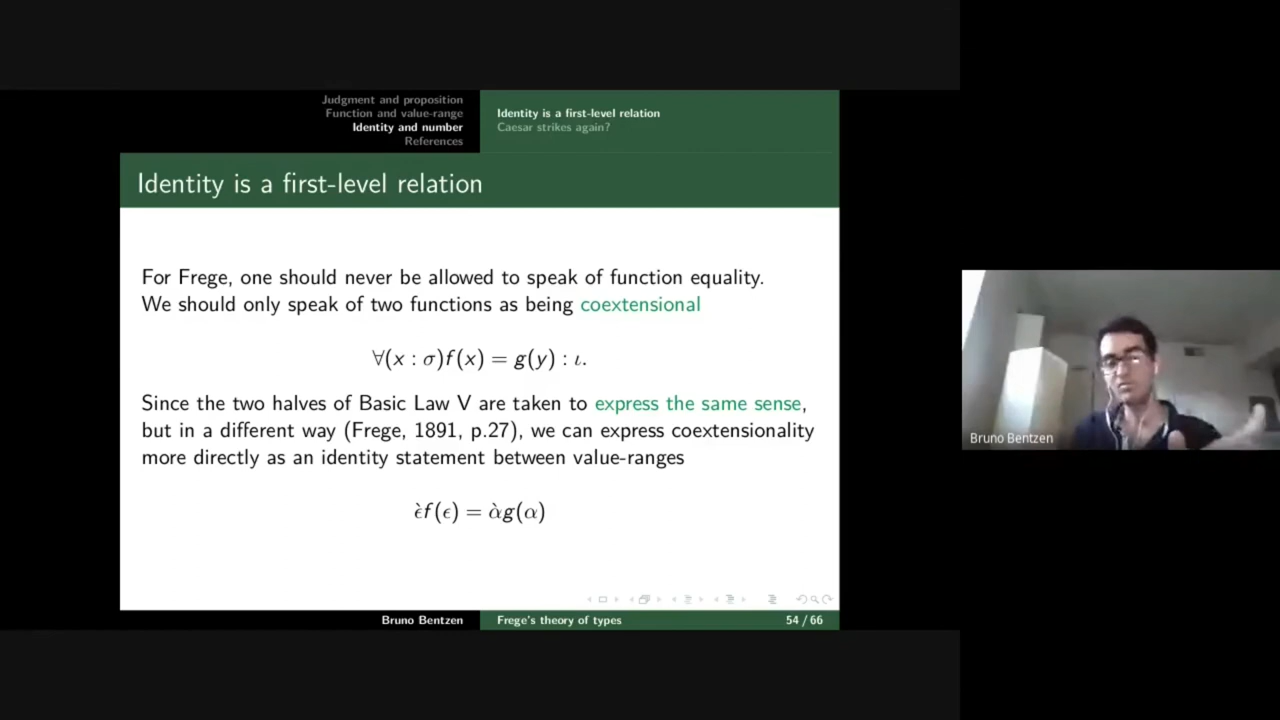 Judgment and proposition
Function and value-range
Identity and number
References
Identity is a first-level relation
Caesar strikes again?
Identity is a first-level relation
For Frege, one should never be allowed to speak of function equality.
We should only speak of two functions as being coextensional
∀(x : σ)f(x) = g(y) : ι.
Since the two halves of Basic Law V are taken to express the same sense,
but in a different way (Frege, 1891, p.27), we can express coextensionality
more directly as an identity statement between value-ranges
ὲf(ϵ) = ὰg(α)
Bruno Bentzen
Frege's theory of types
54 / 66
Bruno Bentzen